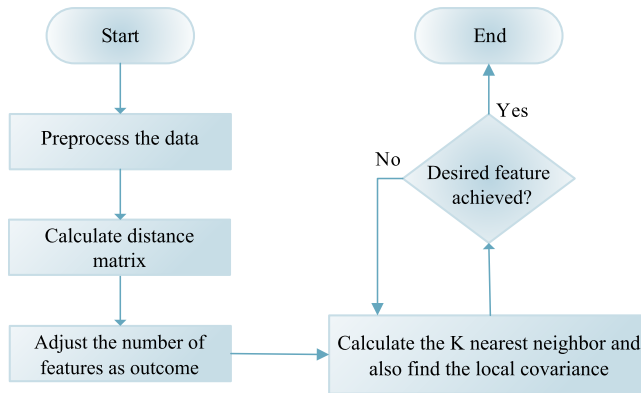 Start
Preprocess the data
Calculate distance
matrix
Adjust the number of
features as outcome
Calculate the K nearest neighbor and
also find the local covariance
Desired feature
achieved?
No
Yes
End